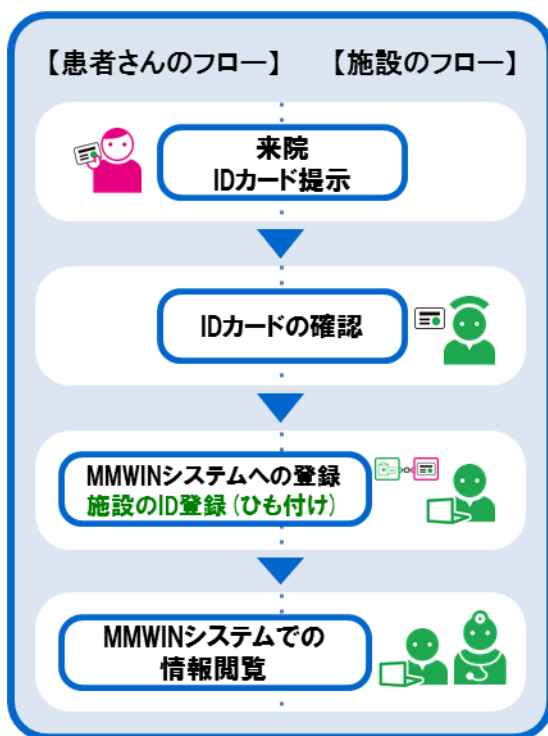 【患者さんのフロー】 【施設のフロー】
来院
IDカード提示
IDカードの確認
MMWINシステムへの登録
施設のID登録(ひも付け)
MMWINシステムでの
情報閲覧